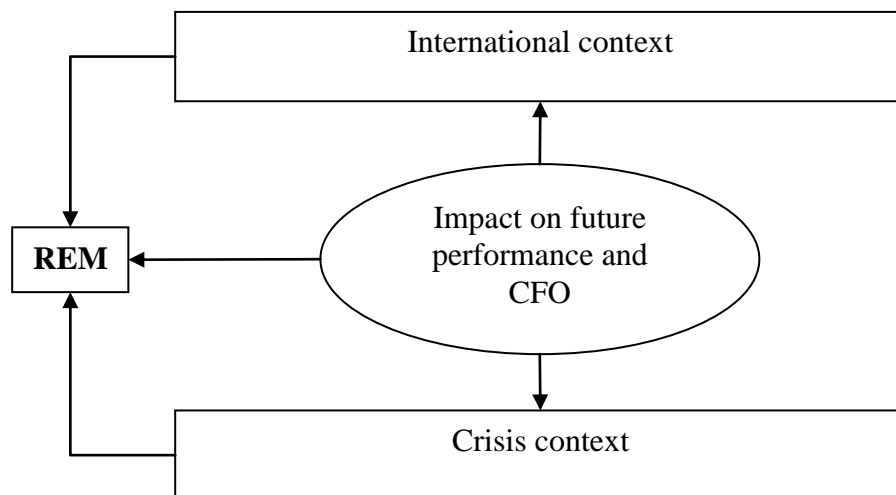 International context
Impact on future
performance and
CFO
REM
Crisis context